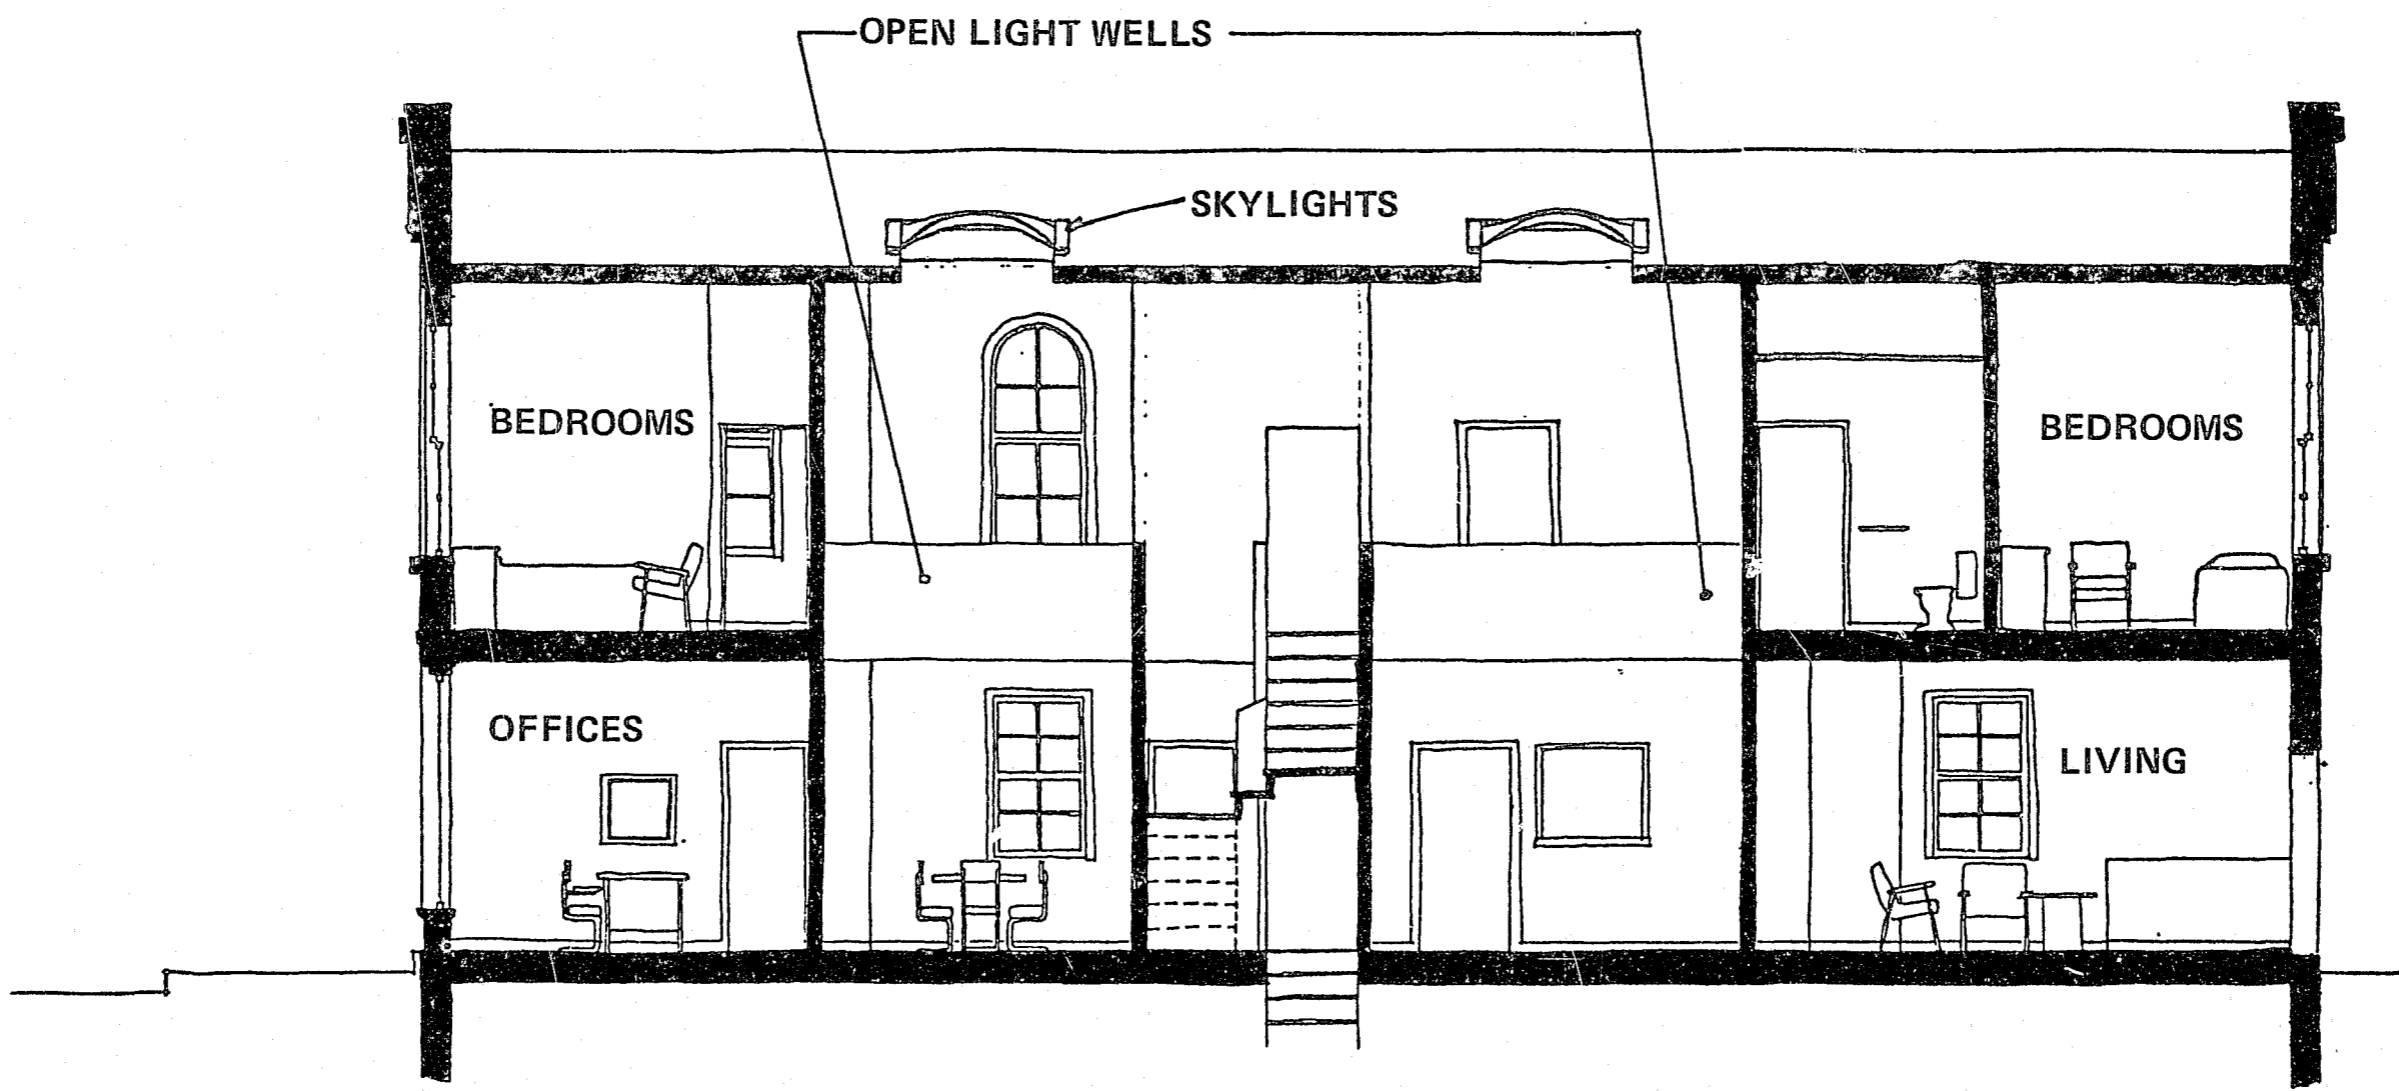 OPEN LIGHT WELLS
SKYLIGHTS
BEDROOMS
BEDROOMS
OFFICES
LIVING